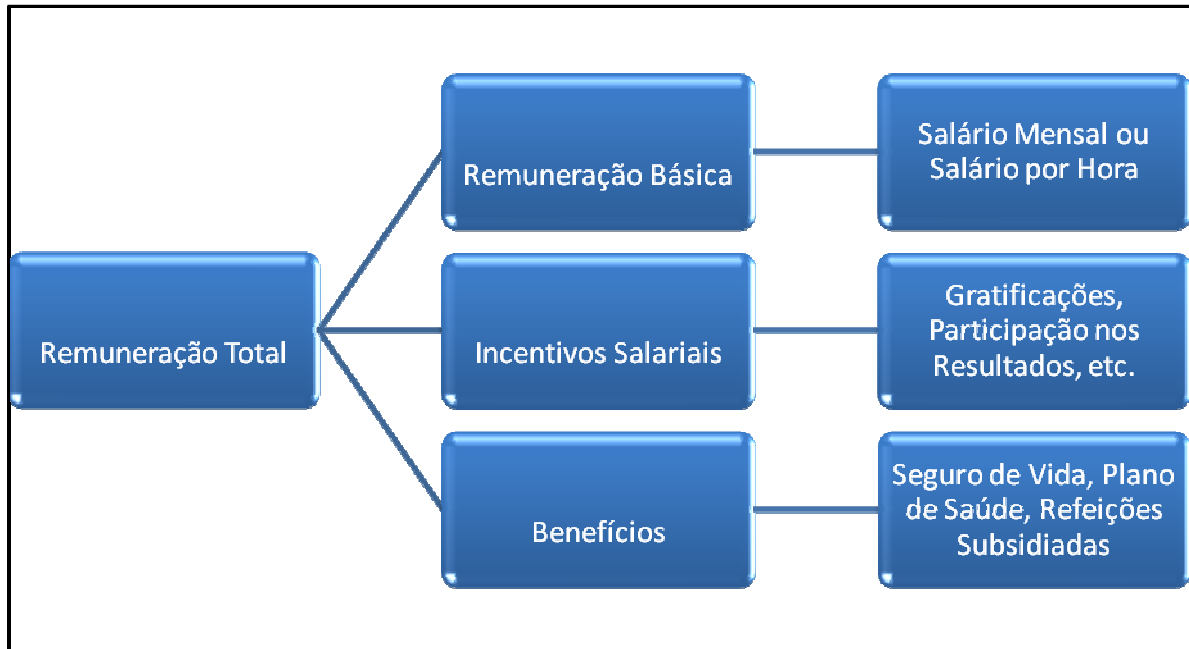 Remuneração Total
Remuneração Básica
Salário Mensal ou
Salário por Hora
Incentivos Salariais
Gratificações,
Participação nos
Resultados, etc.
Benefícios
Seguro de Vida, Plano
de Saúde, Refeições
Subsidiadas